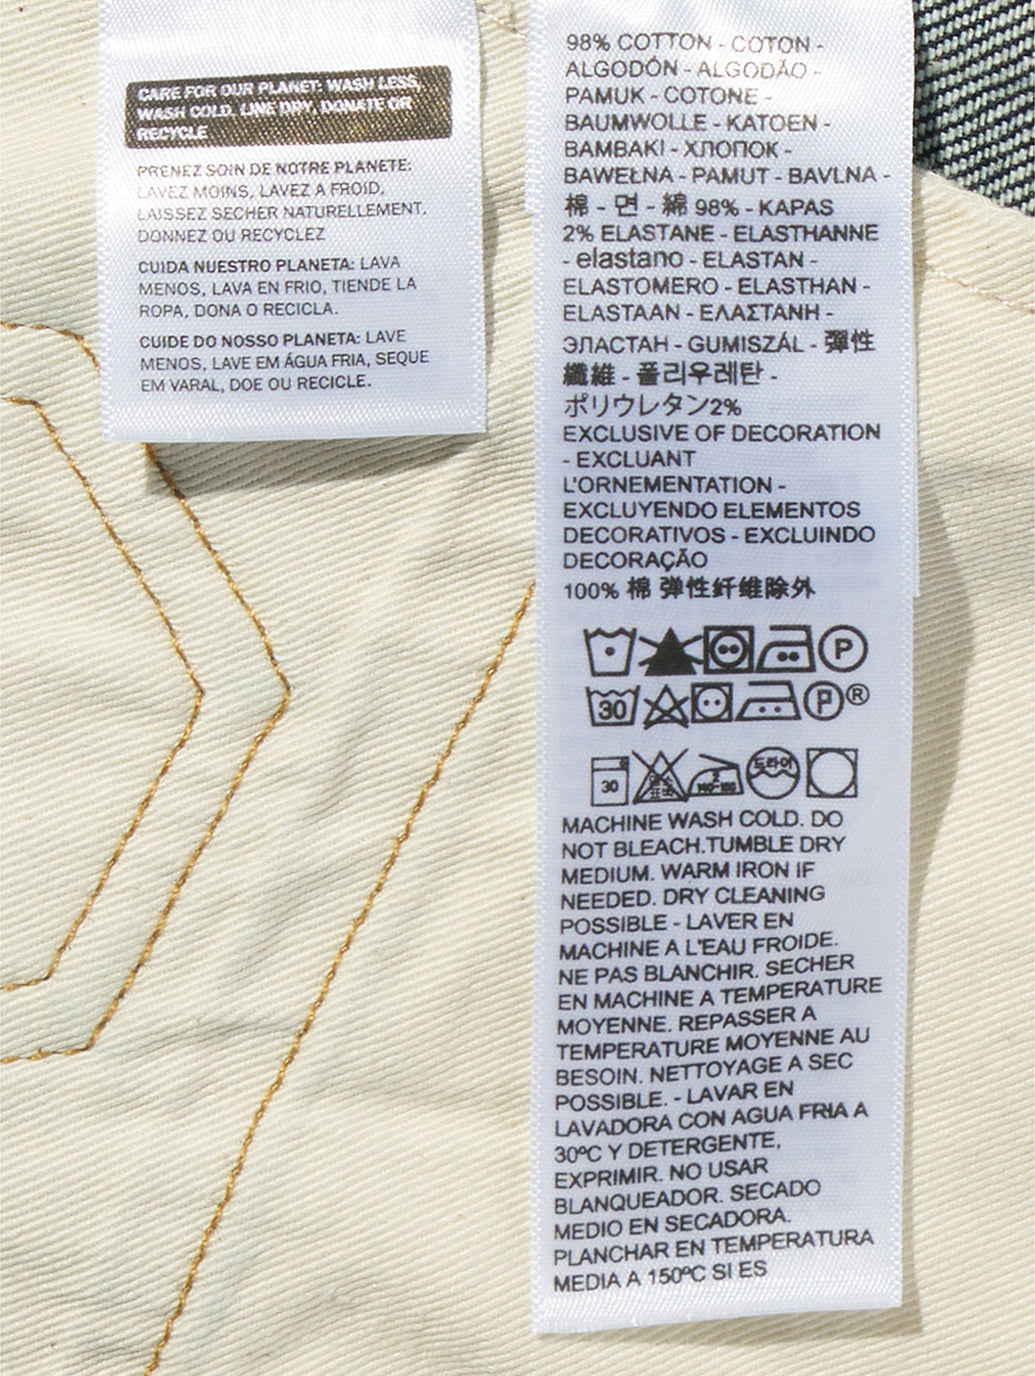 CARE FOR OUR PLANET: WASH LESS,
WASH COLD, LINE DRY, DONATE OR
RECYCLE
PRENEZ SOIN DE NOTRE PLANETE:
LAVEZ MOINS, LAVEZ A FROID,
LAISSEZ SECHER NATURELLEMENT,
DONNEZ OU RECYCLEZ
CUIDA NUESTRO PLANETA: LAVA
MENOS, LAVA EN FRIO, TIENDE LA
ROPA, DONA O RECICLA.
CUIDE DO NOSSO PLANETA: LAVE
MENOS, LAVE EM ÁGUA FRIA, SEQUE
EM VARAL, DOE OU RECICLE.
98% COTTON - COTON -
ALGODÓN - ALGODÃO -
PAMUK - COTONE -
BAUMWOLLE - KATOEN -
BAMBAKI - ХЛОПОК -
BAWEŁNA - PAMUT - BAVLNA -
棉 - 면 - 綿 98% - KAPAS
2% ELASTANE - ELASTHANNE
- elastano - ELASTAN -
ELASTOMERO - ELASTHAN -
ELASTAAN - ΕΛΑΣΤΑΝΗ -
ЭЛАСТАН - GUMISZÁL - 彈性
纖維 - 폴리우레탄 -
ポリウレタン2%
EXCLUSIVE OF DECORATION
- EXCLUANT
L'ORNEMENTATION -
EXCLUYENDO ELEMENTOS
DECORATIVOS - EXCLUINDO
DECORAÇÃO
100% 棉 弹性纤维除外
P
30 P®
30 2 140-160 드라이
MACHINE WASH COLD. DO
NOT BLEACH.TUMBLE DRY
MEDIUM. WARM IRON IF
NEEDED. DRY CLEANING
POSSIBLE - LAVER EN
MACHINE A L'EAU FROIDE.
NE PAS BLANCHIR. SECHER
EN MACHINE A TEMPERATURE
MOYENNE. REPASSER A
TEMPERATURE MOYENNE AU
BESOIN. NETTOYAGE A SEC
POSSIBLE. - LAVAR EN
LAVADORA CON AGUA FRIA A
30ºC Y DETERGENTE,
EXPRIMIR. NO USAR
BLANQUEADOR. SECADO
MEDIO EN SECADORA.
PLANCHAR EN TEMPERATURA
MEDIA A 150ºC SI ES